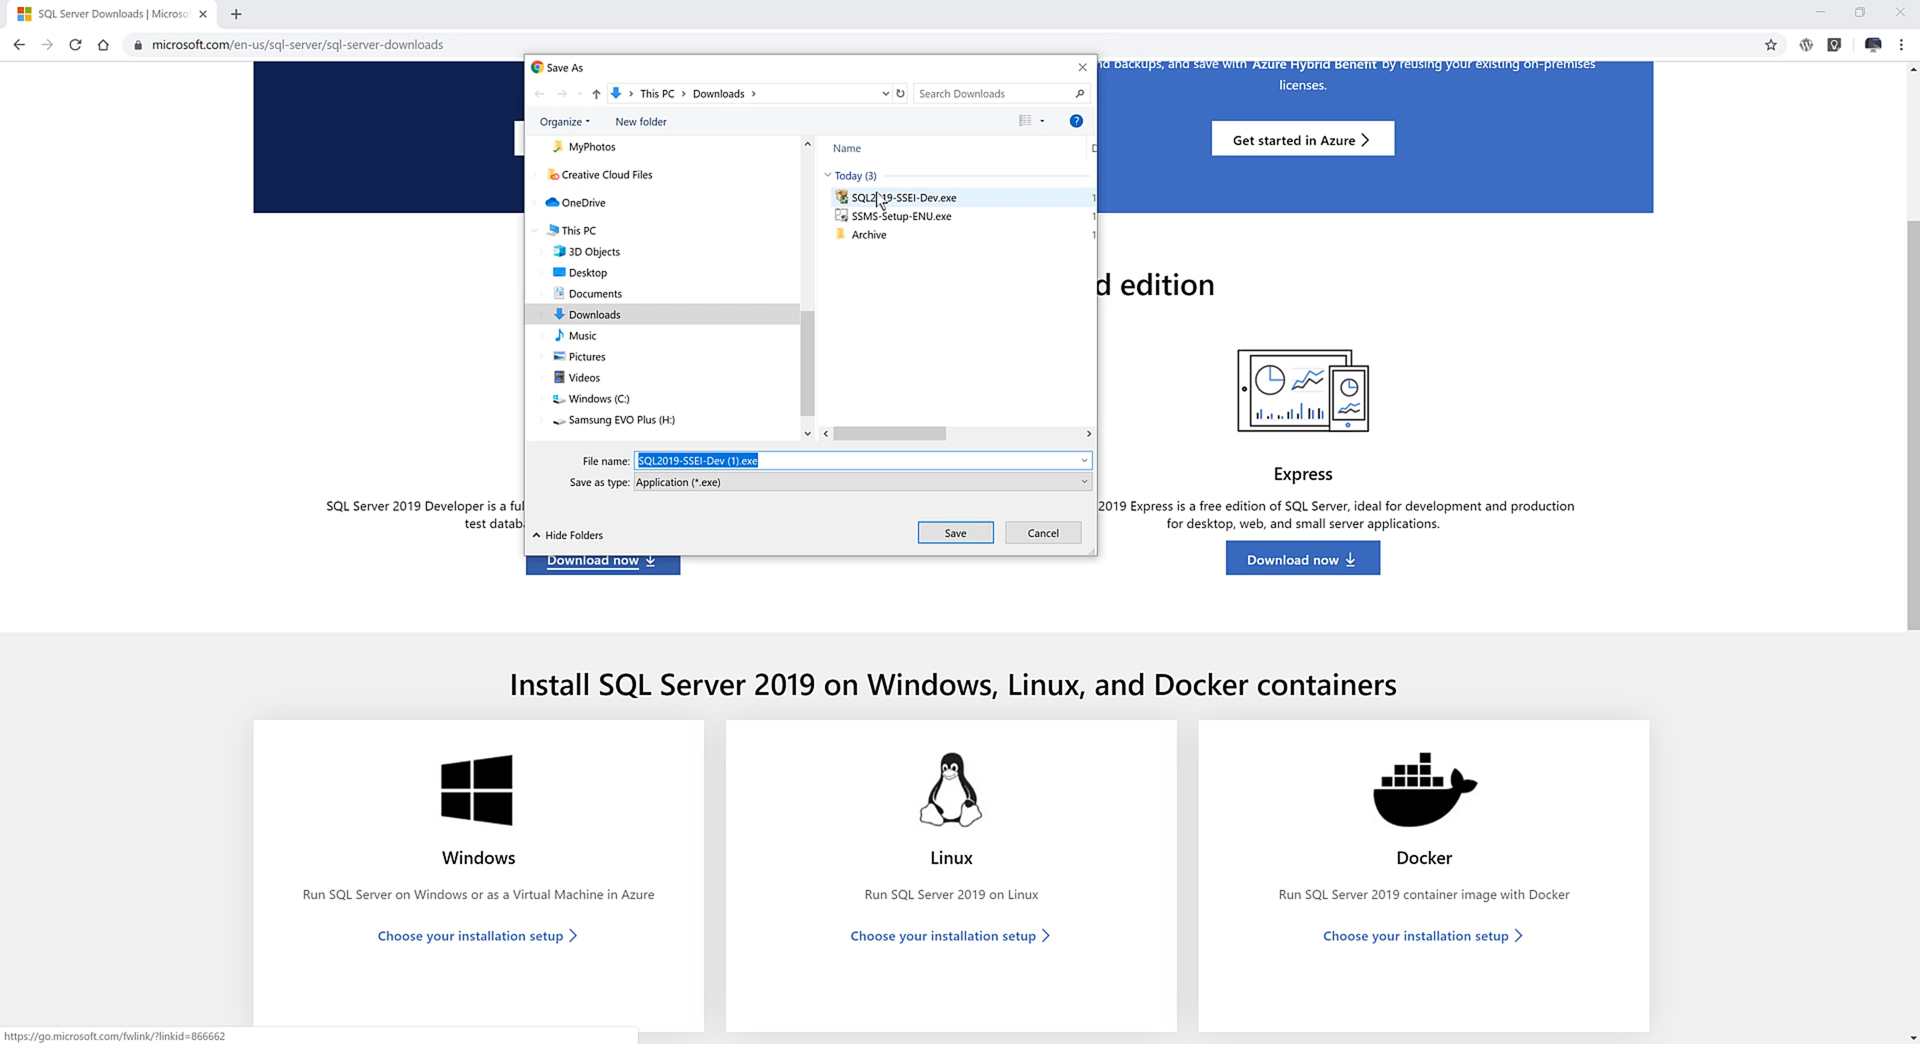 SQL Server Downloads | Microso
microsoft.com/en-us/sql-server/sql-server-downloads
nd backups, and save with Azure Hybrid Benefit by reusing your existing on-premises
licenses.
Get started in Azure
Save As
This PC > Downloads >
Search Downloads
Organize
New folder
MyPhotos
Creative Cloud Files
OneDrive
This PC
3D Objects
Desktop
Documents
Downloads
Music
Pictures
Videos
Windows (C:)
Samsung EVO Plus (H:)
Name
Today (3)
SQL2019-SSEI-Dev.exe
1
SSMS-Setup-ENU.exe
1
Archive
1
File name: SQL2019-SSEI-Dev (1).exe
Save as type: Application (*.exe)
Hide Folders
Save
Cancel
d edition
SQL Server 2019 Developer is a ful
test databa
Download now
Express
2019 Express is a free edition of SQL Server, ideal for development and production
for desktop, web, and small server applications.
Download now
Install SQL Server 2019 on Windows, Linux, and Docker containers
Windows
Run SQL Server on Windows or as a Virtual Machine in Azure
Choose your installation setup
Linux
Run SQL Server 2019 on Linux
Choose your installation setup
Docker
Run SQL Server 2019 container image with Docker
Choose your installation setup
https://go.microsoft.com/fwlink/?linkid=866662